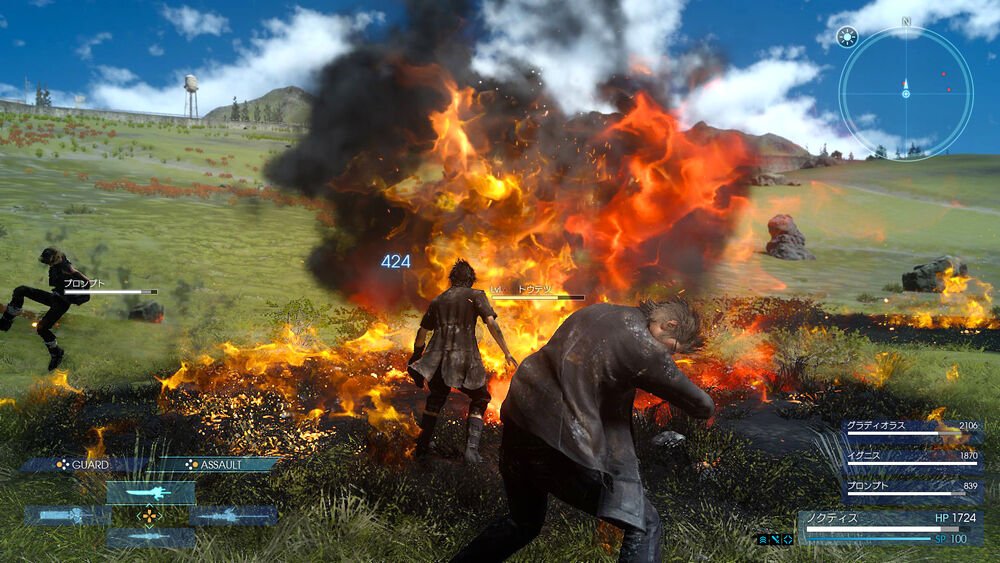 N
424
プロンプト
Lv. トウテツ
GUARD
ASSAULT
グラディオラス 2106
イグニス 1870
プロンプト 839
ノクティス HP 1724
SP 100